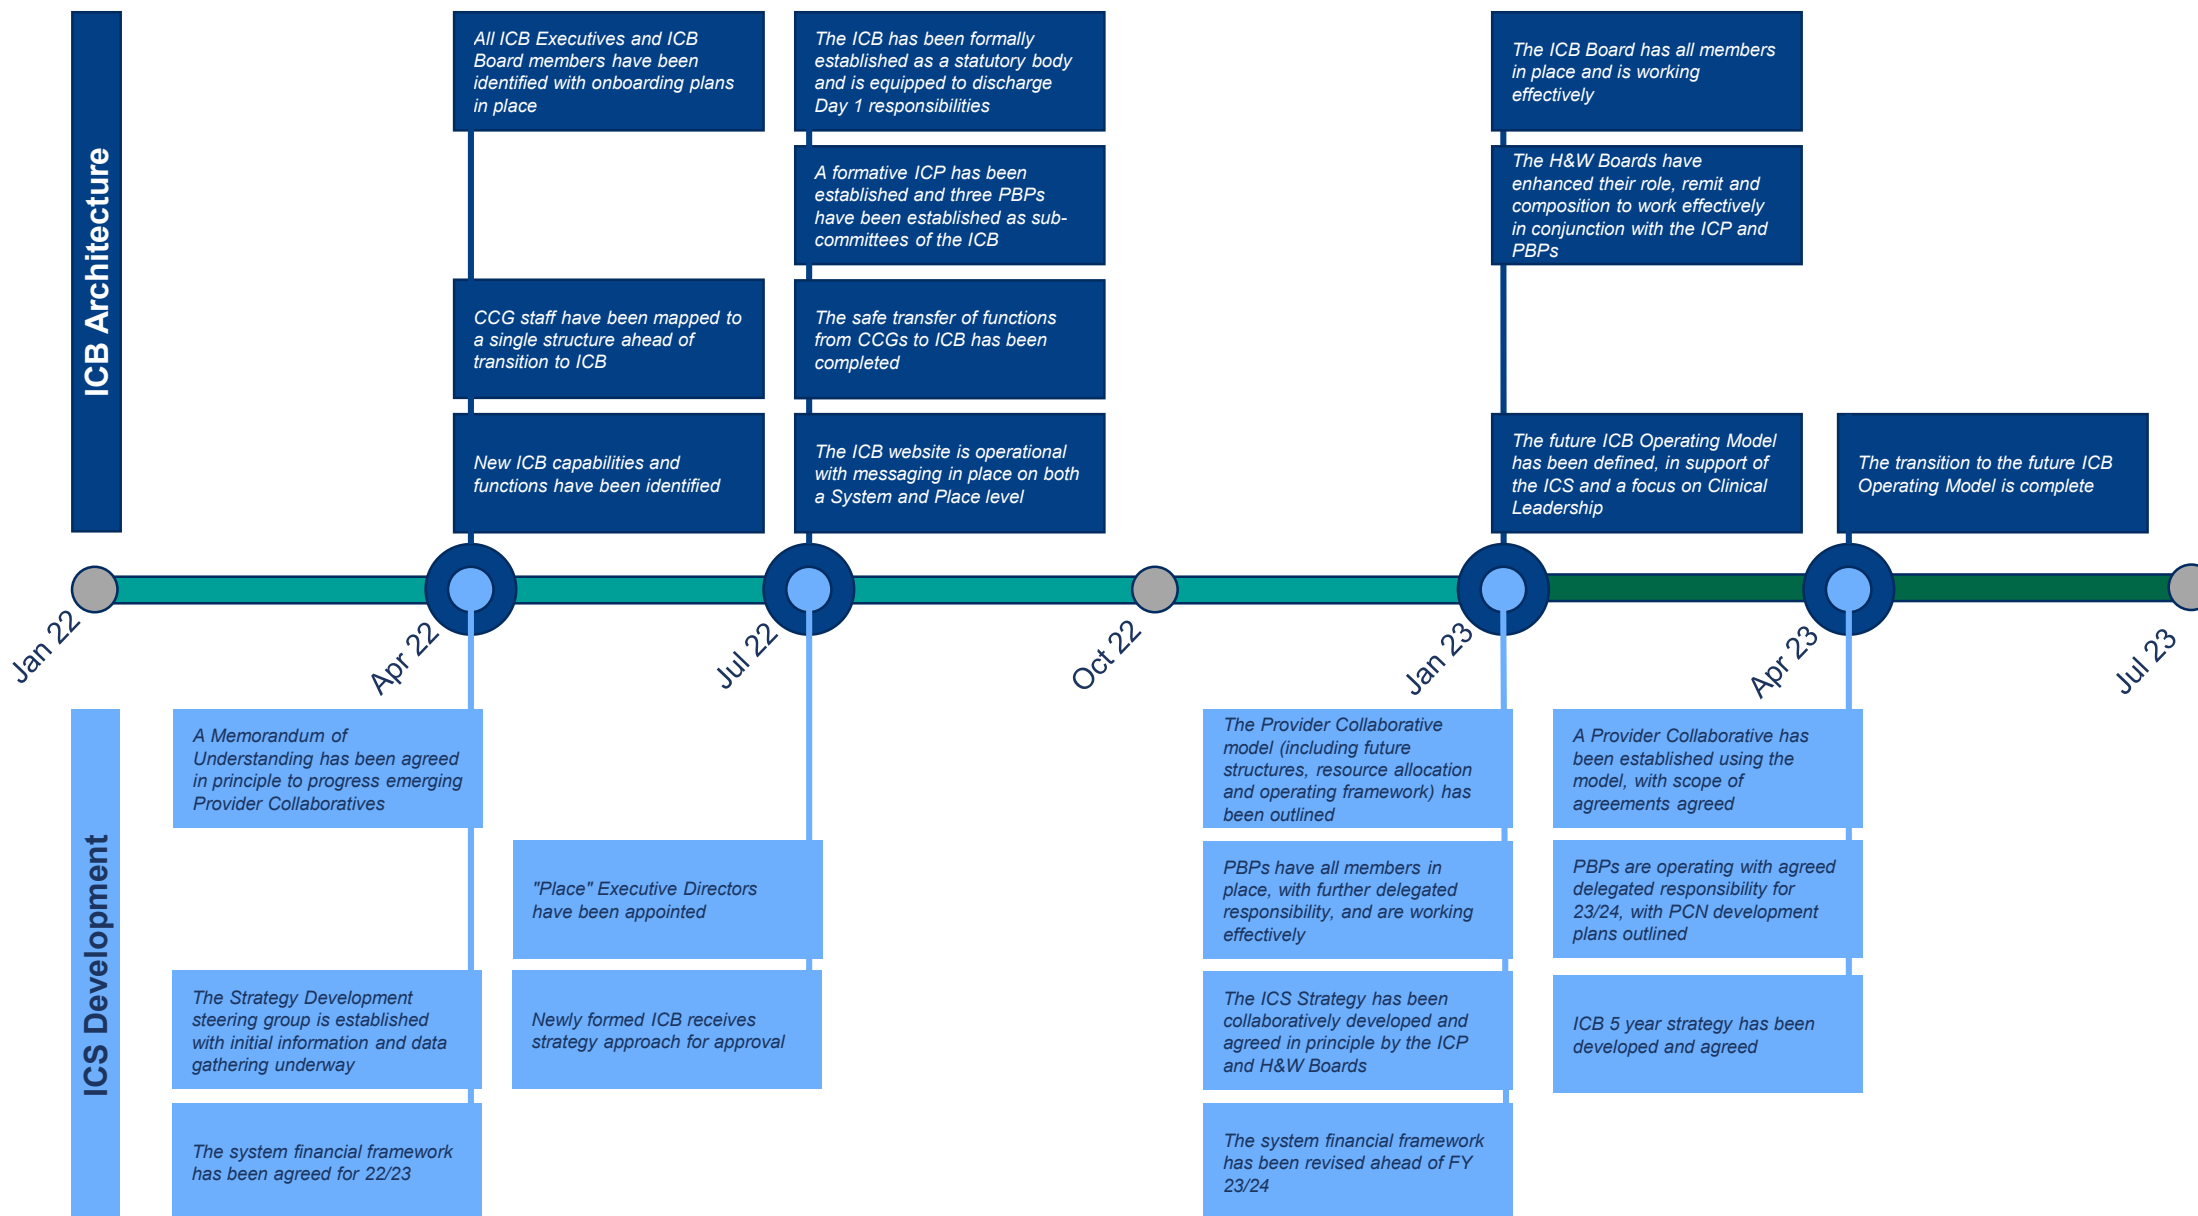 ICB Architecture
All ICB Executives and ICB
Board members have been
identified with onboarding plans
in place
CCG staff have been mapped to
a single structure ahead of
transition to ICB
New ICB capabilities and
functions have been identified
The ICB has been formally
established as a statutory body
and is equipped to discharge
Day 1 responsibilities
A formative ICP has been
established and three PBPs
have been established as sub-
committees of the ICB
The safe transfer of functions
from CCGs to ICB has been
completed
The ICB website is operational
with messaging in place on both
a System and Place level
The ICB Board has all members
in place and is working
effectively
The H&W Boards have
enhanced their role, remit and
composition to work effectively
in conjunction with the ICP and
PBPs
The future ICB Operating Model
has been defined, in support of
the ICS and a focus on Clinical
Leadership
The transition to the future ICB
Operating Model is complete
Jan 22
Apr 22
Jul 22
Oct 22
Jan 23
Apr 23
Jul 23
ICS Development
A Memorandum of
Understanding has been agreed
in principle to progress emerging
Provider Collaboratives
The Strategy Development
steering group is established
with initial information and data
gathering underway
The system financial framework
has been agreed for 22/23
"Place" Executive Directors
have been appointed
Newly formed ICB receives
strategy approach for approval
The Provider Collaborative
model (including future
structures, resource allocation
and operating framework) has
been outlined
PBPs have all members in
place, with further delegated
responsibility, and are working
effectively
The ICS Strategy has been
collaboratively developed and
agreed in principle by the ICP
and H&W Boards
The system financial framework
has been revised ahead of FY
23/24
A Provider Collaborative has
been established using the
model, with scope of
agreements agreed
PBPs are operating with agreed
delegated responsibility for
23/24, with PCN development
plans outlined
ICB 5 year strategy has been
developed and agreed